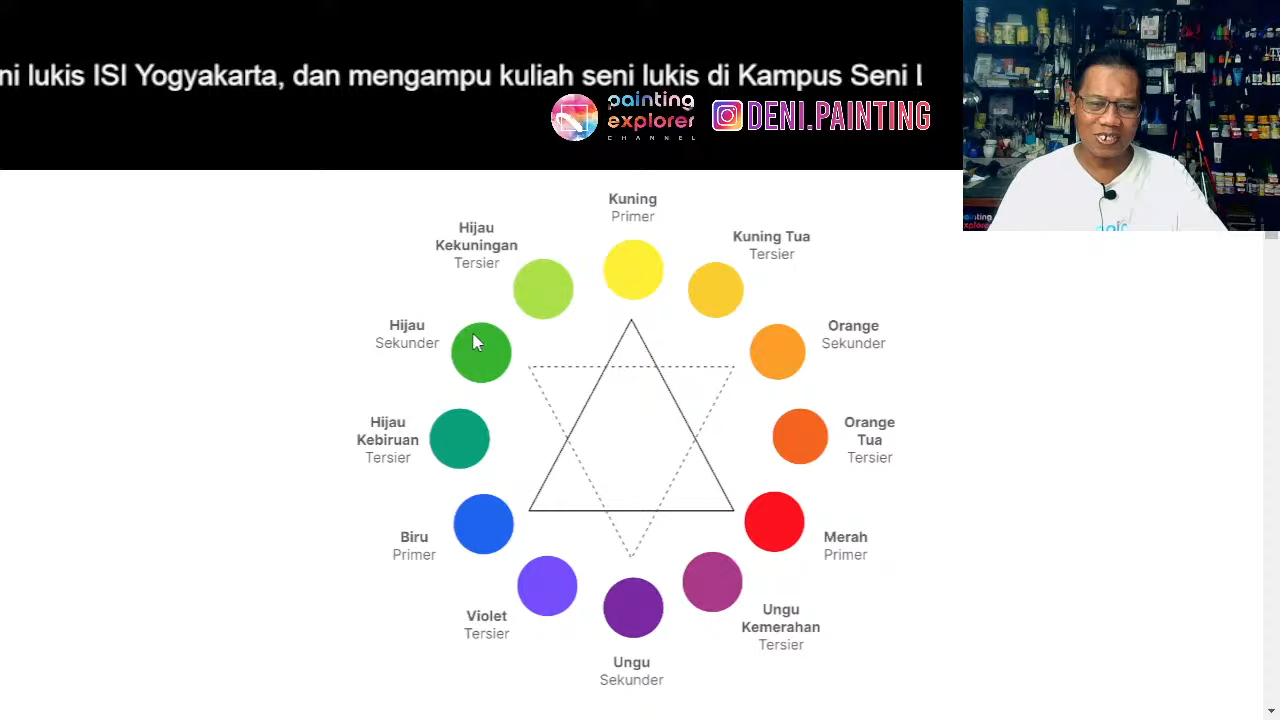 ni lukis ISI Yogyakarta, dan mengampu kuliah seni lukis di Kampus Seni
painting
explorer
CHANNEL
DENI.PAINTING
Kuning
Primer
Kuning Tua
Tersier
Orange
Sekunder
Orange
Tua
Tersier
Merah
Primer
Ungu
Kemerahan
Tersier
Ungu
Sekunder
Violet
Tersier
Biru
Primer
Hijau
Kebiruan
Tersier
Hijau
Sekunder
Hijau
Kekuningan
Tersier